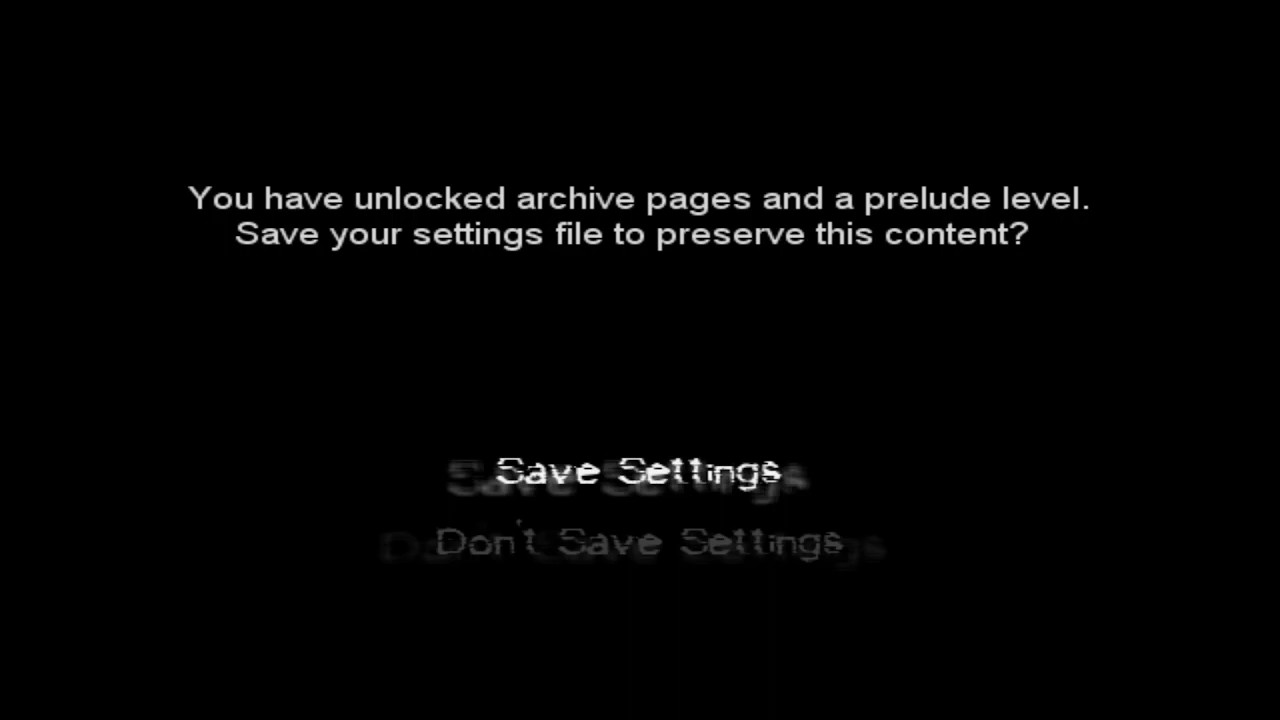 You have unlocked archive pages and a prelude level.
Save your settings file to preserve this content?
Save Settings
Don't Save Settings